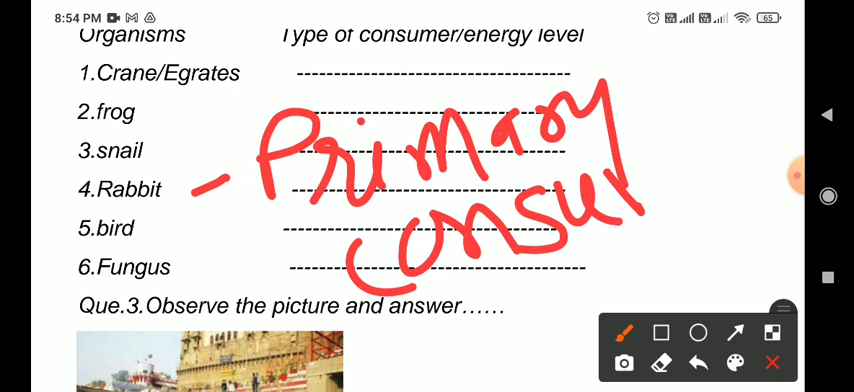 8:54 PM 65
Organisms Type of consumer/energy level
1.Crane/Egrates ------------------------------------
2.frog ----------------------------------
3.snail ------------------------------------
4.Rabbit ------------------------------------
5.bird --------------------------------------
6.Fungus ---------------------------------------
- Primary
consum
Que.3.Observe the picture and answer......